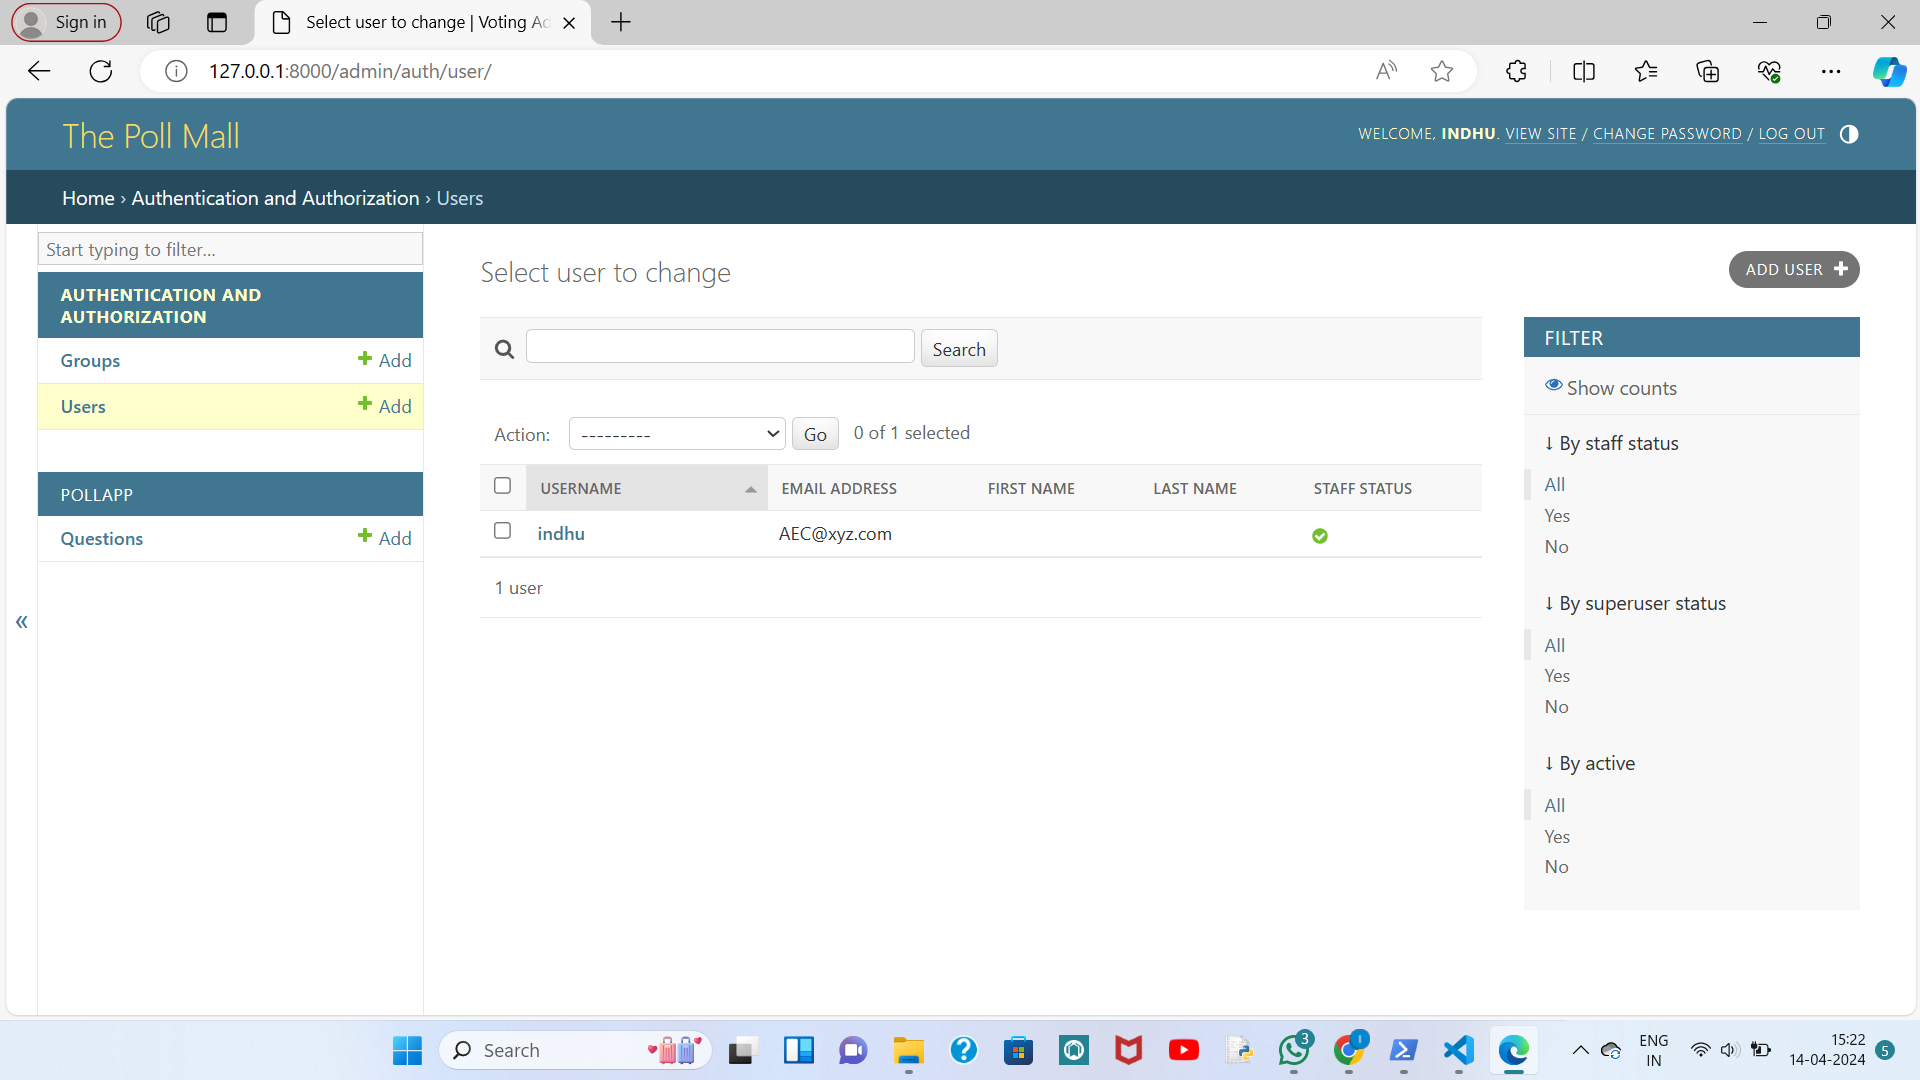 Sign in
Select user to change | Voting Ad
127.0.0.1:8000/admin/auth/user/
The Poll Mall
WELCOME, INDHU. VIEW SITE / CHANGE PASSWORD / LOG OUT
Home › Authentication and Authorization › Users
Start typing to filter...
AUTHENTICATION AND
AUTHORIZATION
Groups
Add
Users
Add
POLLAPP
Questions
Add
«
Select user to change
ADD USER
Search
Action:
---------
Go
0 of 1 selected
USERNAME
EMAIL ADDRESS
FIRST NAME
LAST NAME
STAFF STATUS
indhu
AEC@xyz.com
1 user
FILTER
Show counts
↓ By staff status
All
Yes
No
↓ By superuser status
All
Yes
No
↓ By active
All
Yes
No
Search
3
ENG
IN
15:22
14-04-2024
5